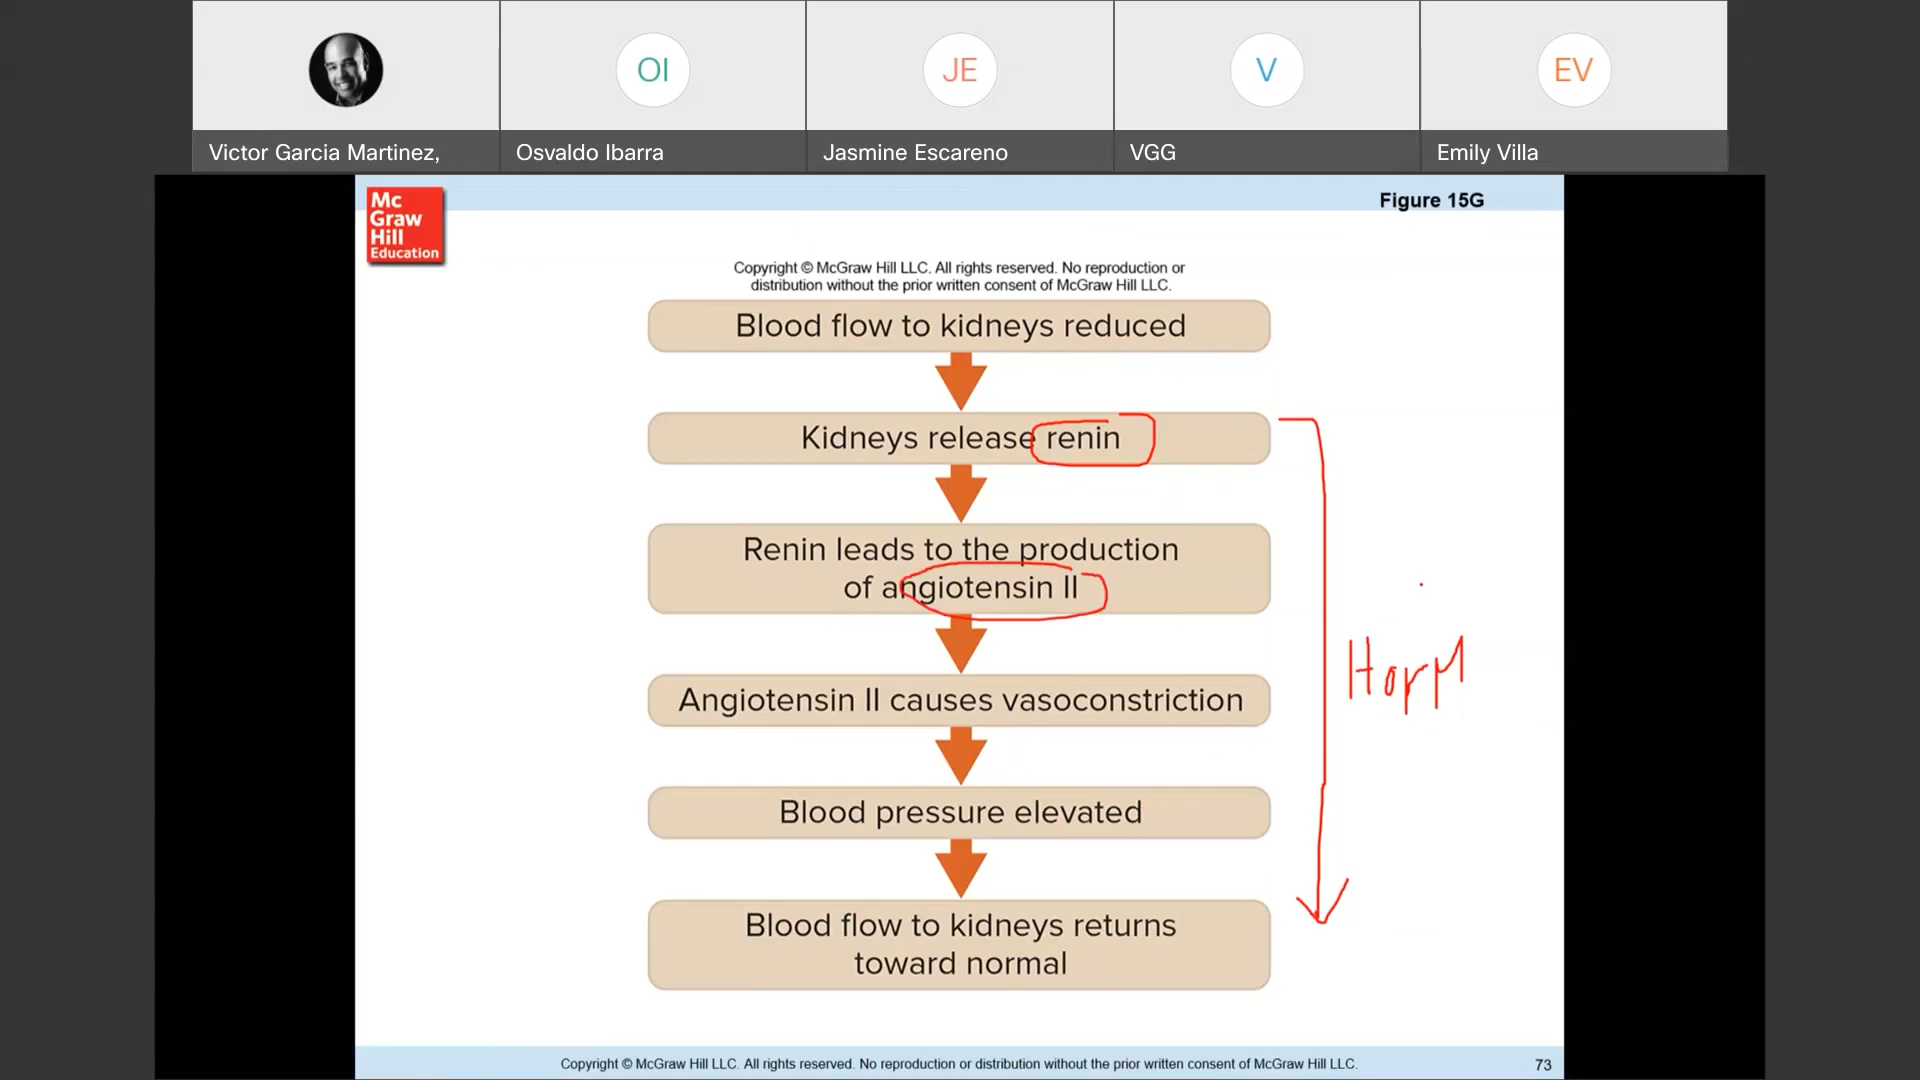 OI
JE
V
EV
Victor Garcia Martinez,
Osvaldo Ibarra
Jasmine Escareno
VGG
Emily Villa
Mc
Graw
Hill
Education
Figure 15G
Copyright © McGraw Hill LLC. All rights reserved. No reproduction or
distribution without the prior written consent of McGraw Hill LLC.
Blood flow to kidneys reduced
Kidneys release renin
Renin leads to the production
of angiotensin II
Angiotensin II causes vasoconstriction
Blood pressure elevated
Blood flow to kidneys returns
toward normal
Copyright © McGraw Hill LLC. All rights reserved. No reproduction or distribution without the prior written consent of McGraw Hill LLC.
73